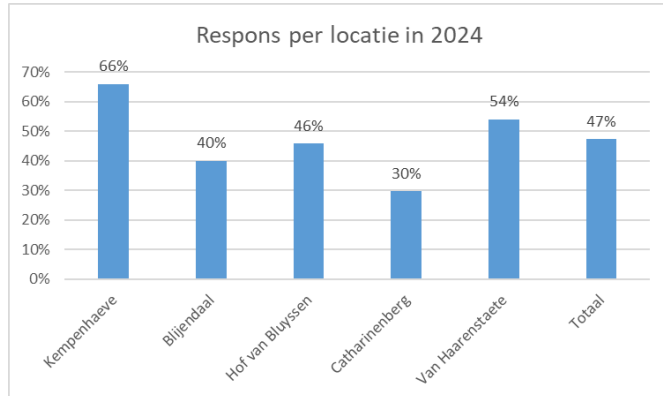 Respons per locatie in 2024
70%
60%
50%
40%
30%
20%
10%
0%
66%
40%
46%
30%
54%
47%
Kempenhaeve
Blijendaal
Hof van Bluyssen
Catharinenberg
Van Haarenstaete
Totaal